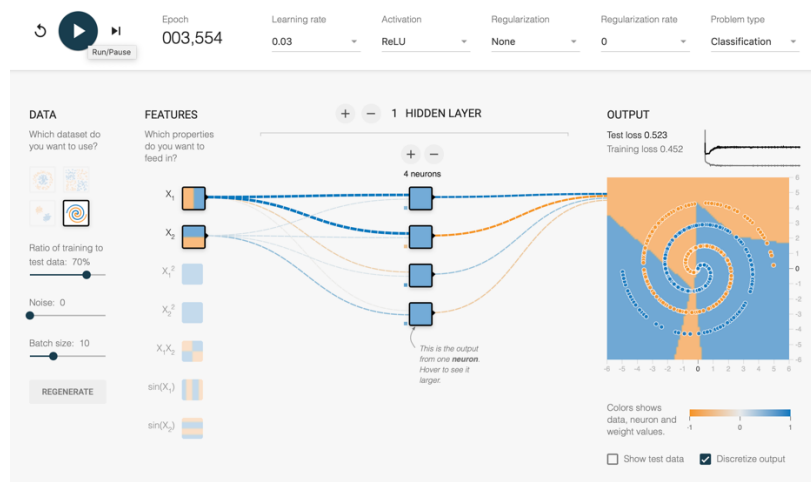 Epoch
003,554
Run/Pause
Learning rate
0.03
Activation
ReLU
Regularization
None
Regularization rate
0
Problem type
Classification
DATA
Which dataset do
you want to use?
Ratio of training to
test data: 70%
Noise: 0
Batch size: 10
REGENERATE
FEATURES
Which properties
do you want to
feed in?
X₁
X₂
X₁²
X₂²
X₁X₂
sin(X₁)
sin(X₂)
+ − 1 HIDDEN LAYER
+ −
4 neurons
This is the output
from one neuron.
Hover to see it
larger.
OUTPUT
Test loss 0.523
Training loss 0.452
6
5
4
3
2
1
0
-1
-2
-3
-4
-5
-6
-6 -5 -4 -3 -2 -1 0 1 2 3 4 5 6
Colors shows
data, neuron and
weight values.
-1 0 1
Show test data
Discretize output